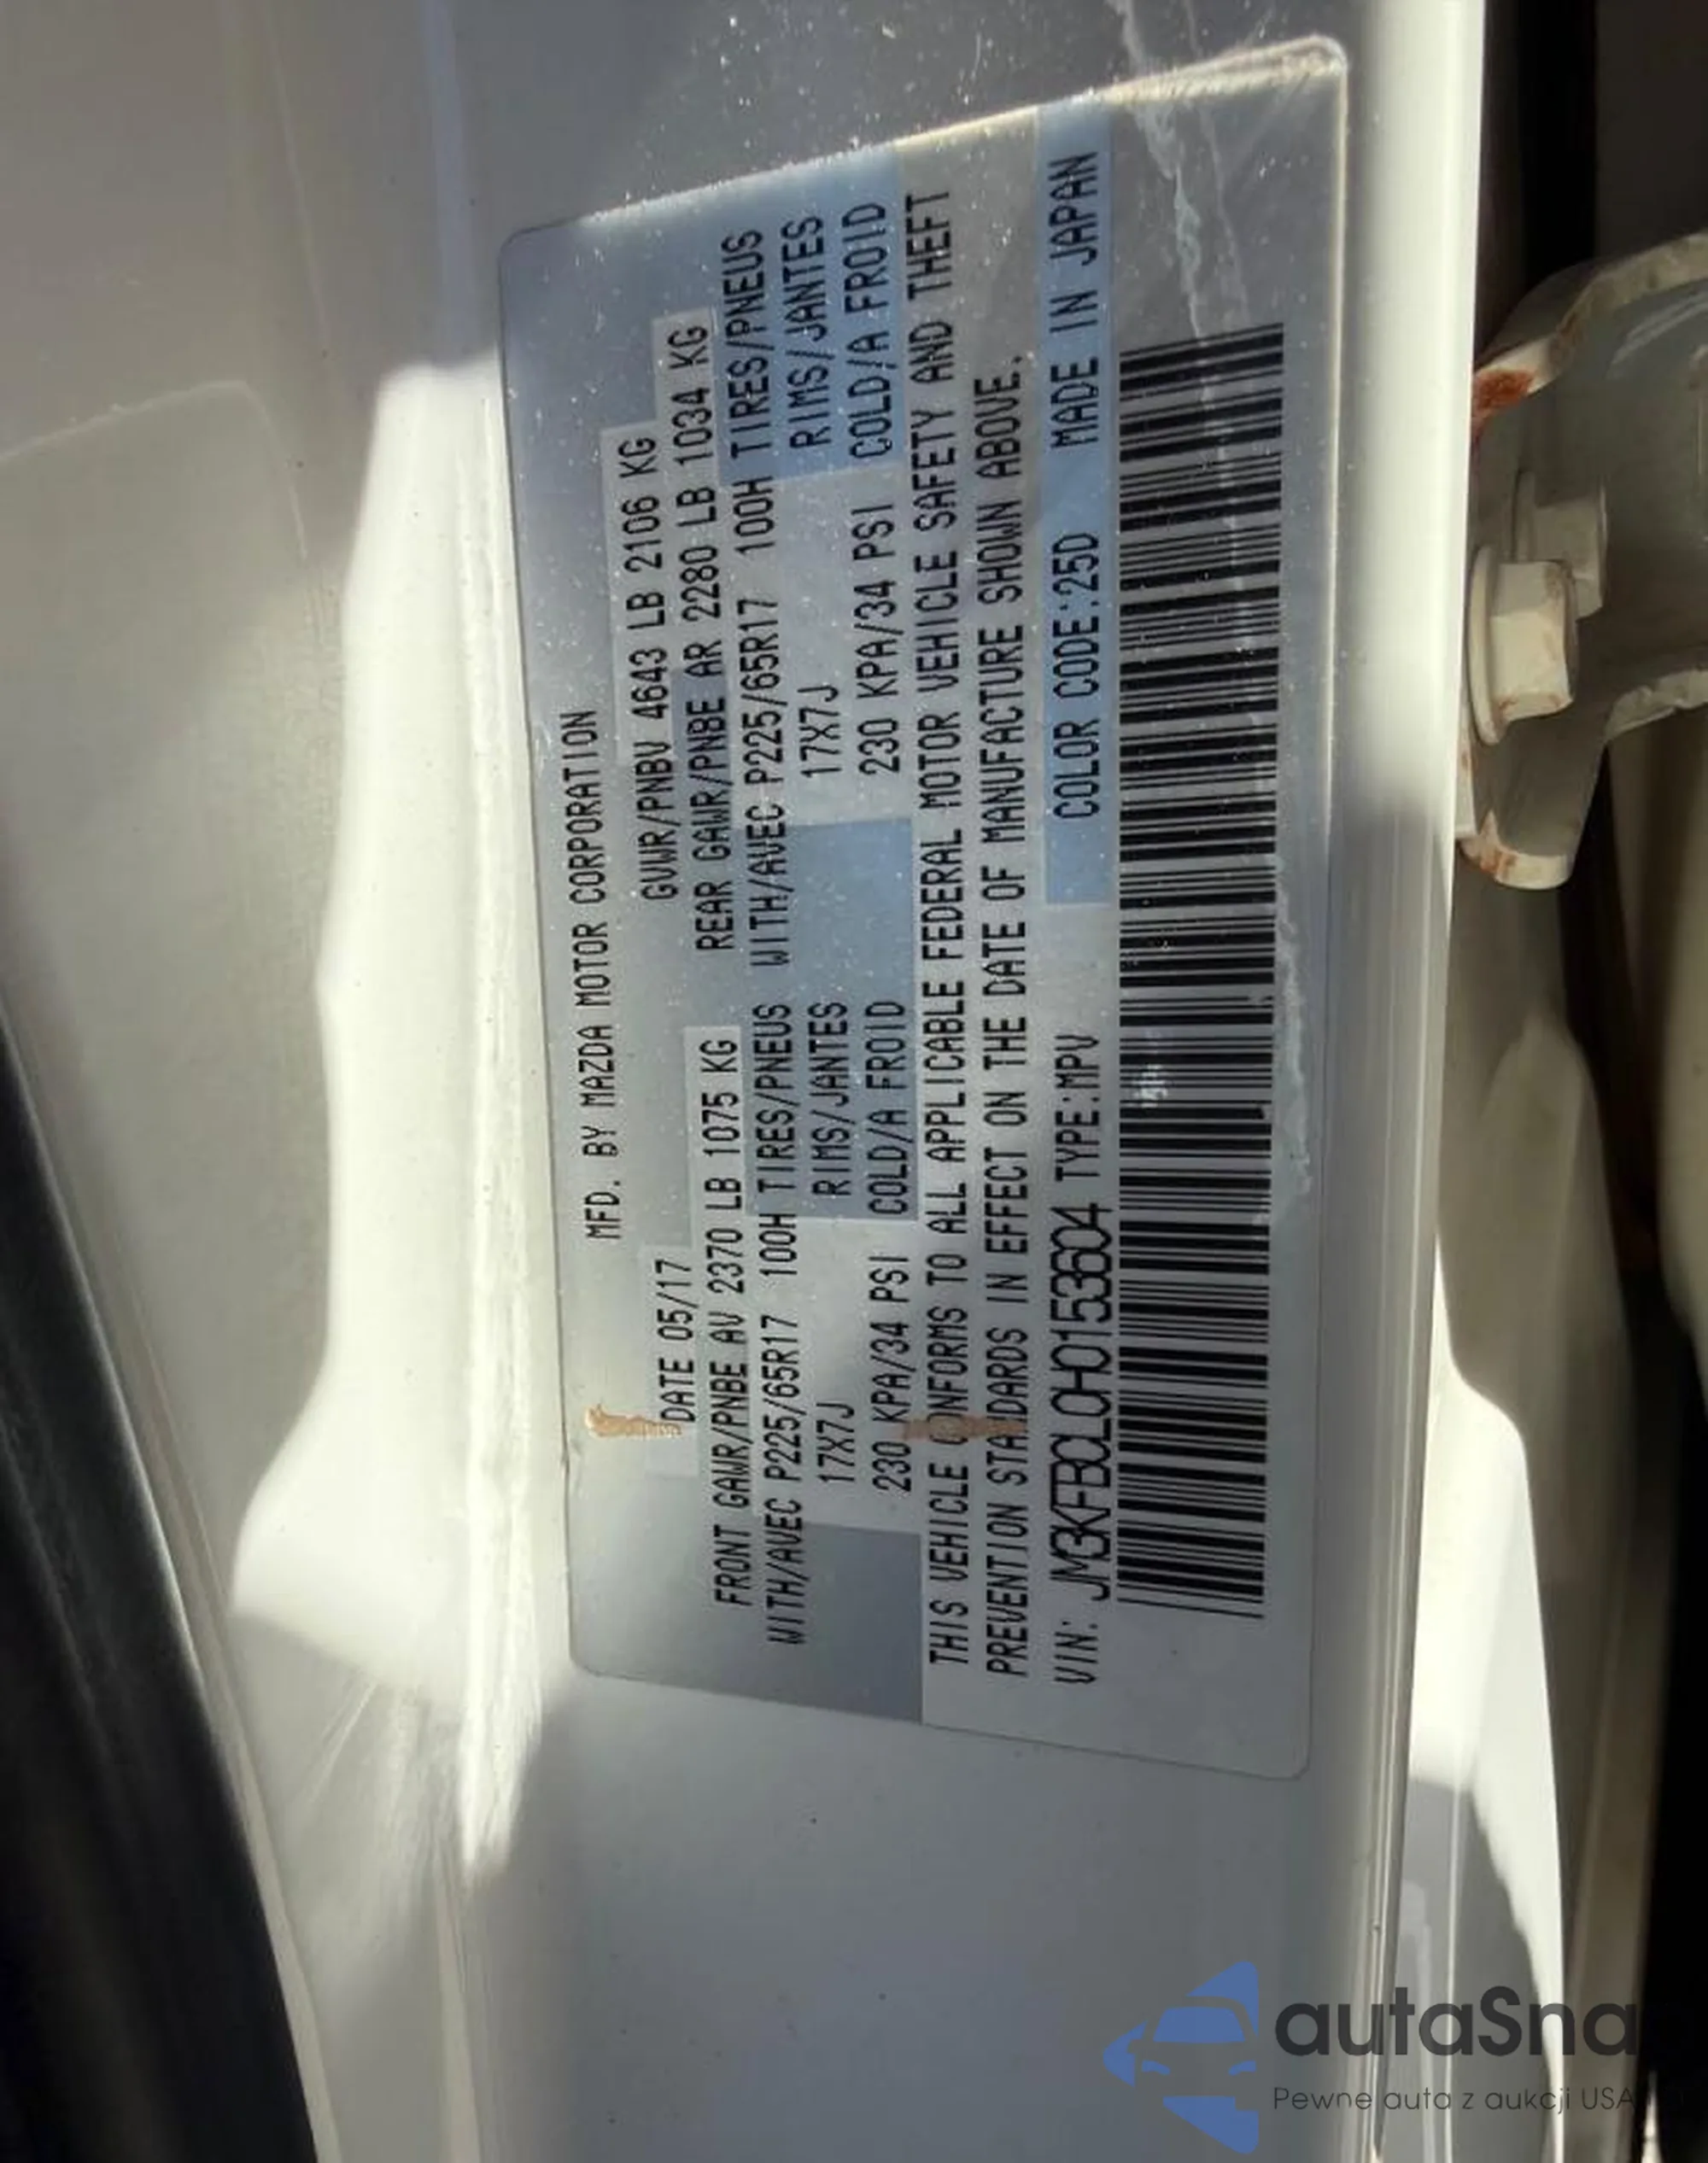 MFD. BY MAZDA MOTOR CORPORATION
DATE 05/17 GVWR/PNBV 4643 LB 2106 KG
FRONT GAWR/PNBE AV 2370 LB 1075 KG REAR GAWR/PNBE AR 2280 LB 1034 KG
WITH/AVEC P225/65R17 100H TIRES/PNEUS WITH/AVEC P225/65R17 100H TIRES/PNEUS
17X7J RIMS/JANTES 17X7J RIMS/JANTES
230 KPA/34 PSI COLD/A FROID 230 KPA/34 PSI COLD/A FROID
THIS VEHICLE CONFORMS TO ALL APPLICABLE FEDERAL MOTOR VEHICLE SAFETY AND THEFT
PREVENTION STANDARDS IN EFFECT ON THE DATE OF MANUFACTURE SHOWN ABOVE.
VIN: JM3KFBCL0H0153604 TYPE:MPV COLOR CODE:25D MADE IN JAPAN
autaSna
Pewne auta z aukcji USA